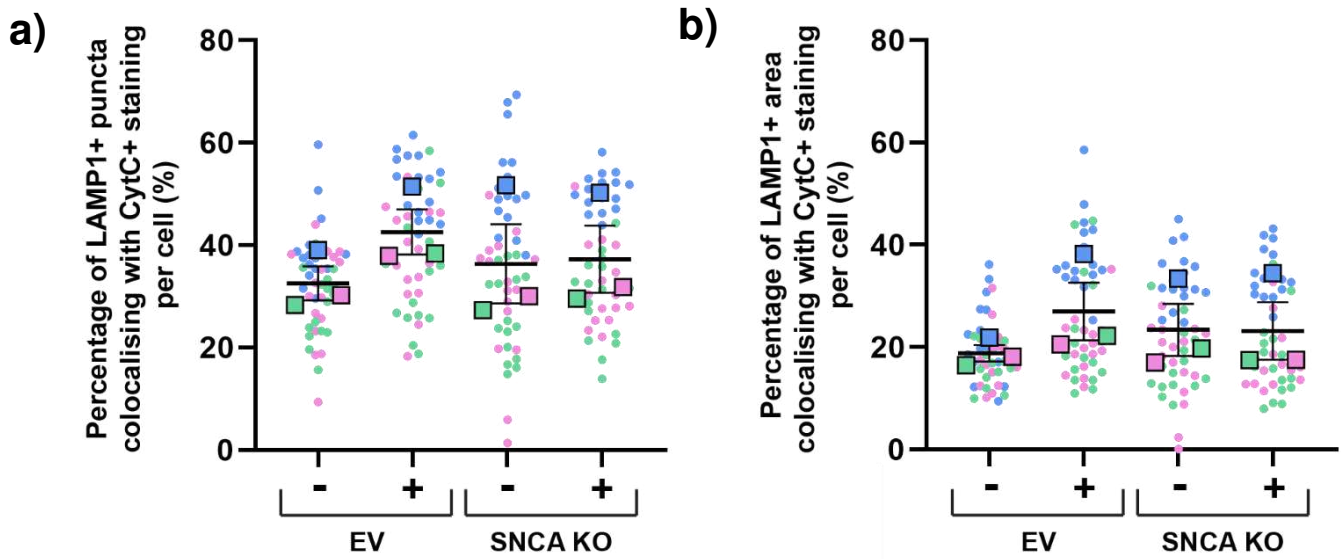 a)
Percentage of LAMP1+ puncta
colocalising with CytC+ staining
per cell (%)
80
60
40
20
0
-
+
-
+
EV
SNCA KO
b)
Percentage of LAMP1+ area
colocalising with CytC+ staining
per cell (%)
80
60
40
20
0
-
+
-
+
EV
SNCA KO